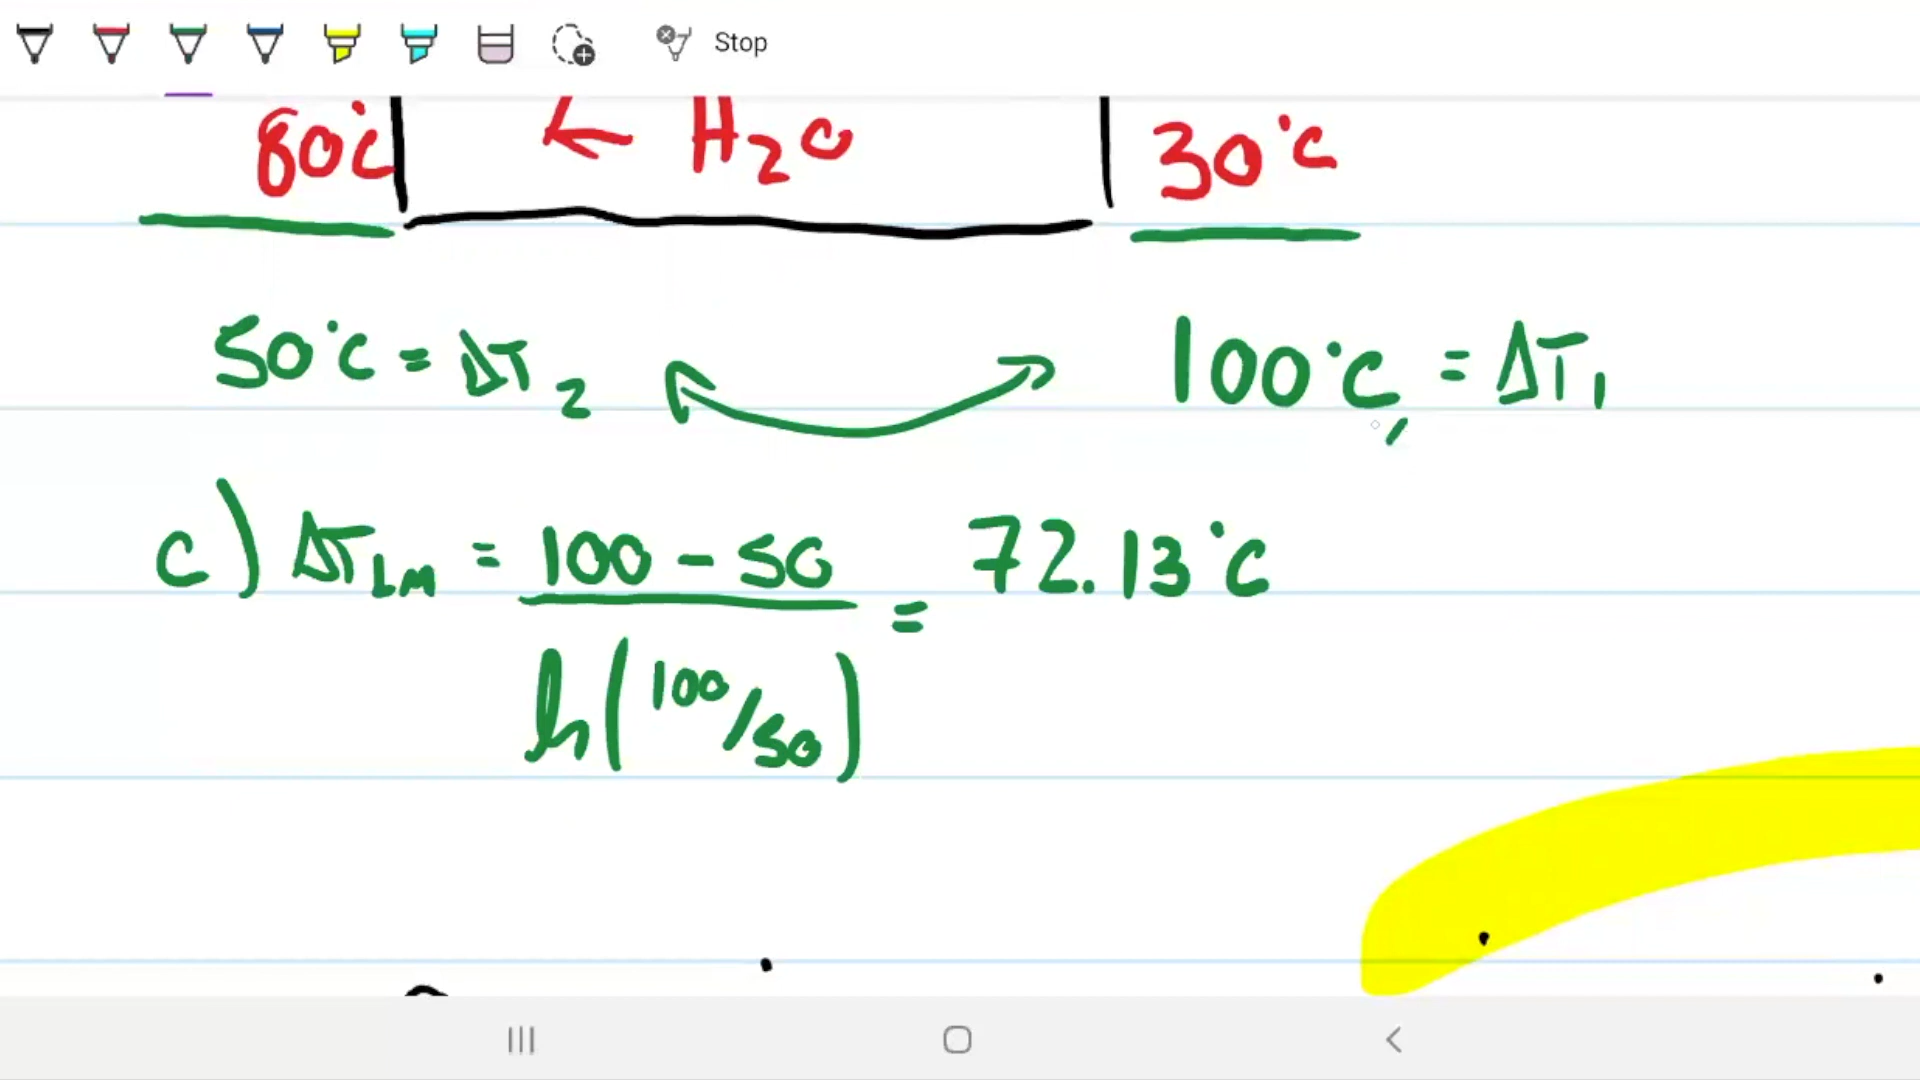 Stop
80°C ← H2O 30°C
50°C = ΔT2 100°C = ΔT1
c) ΔTLM = 100 - 50 = 72.13°C
ln(100/50)